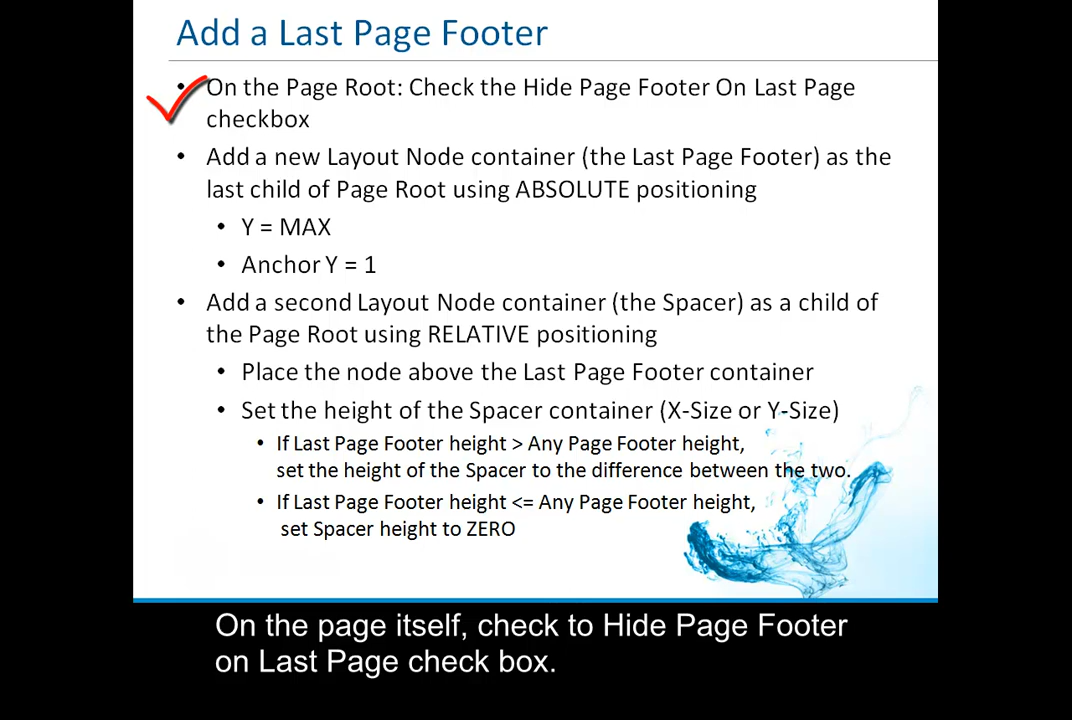 Add a Last Page Footer
• On the Page Root: Check the Hide Page Footer On Last Page
checkbox
• Add a new Layout Node container (the Last Page Footer) as the
last child of Page Root using ABSOLUTE positioning
• Y = MAX
• Anchor Y = 1
• Add a second Layout Node container (the Spacer) as a child of
the Page Root using RELATIVE positioning
• Place the node above the Last Page Footer container
• Set the height of the Spacer container (X-Size or Y-Size)
• If Last Page Footer height > Any Page Footer height,
set the height of the Spacer to the difference between the two.
• If Last Page Footer height <= Any Page Footer height,
set Spacer height to ZERO
On the page itself, check to Hide Page Footer
on Last Page check box.